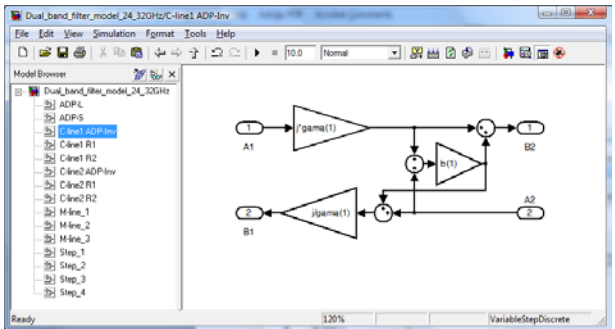 Dual_band_filter_model_24_32GHz/C-line1 ADP-Inv
File Edit View Simulation Format Tools Help
10.0 Normal
Model Browser
Dual_band_filter_model_24_32GHz
ADP-L
ADP-S
C-line1 ADP-Inv
C-line1 R1
C-line1 R2
C-line2 ADP-Inv
C-line2 R1
C-line2 R2
M-line_1
M-line_2
M-line_3
Step_1
Step_2
Step_3
Step_4
1
A1
j*gama(1)
1
B2
b(1)
A2
2
j/gama(1)
2
B1
Ready 120% VariableStepDiscrete